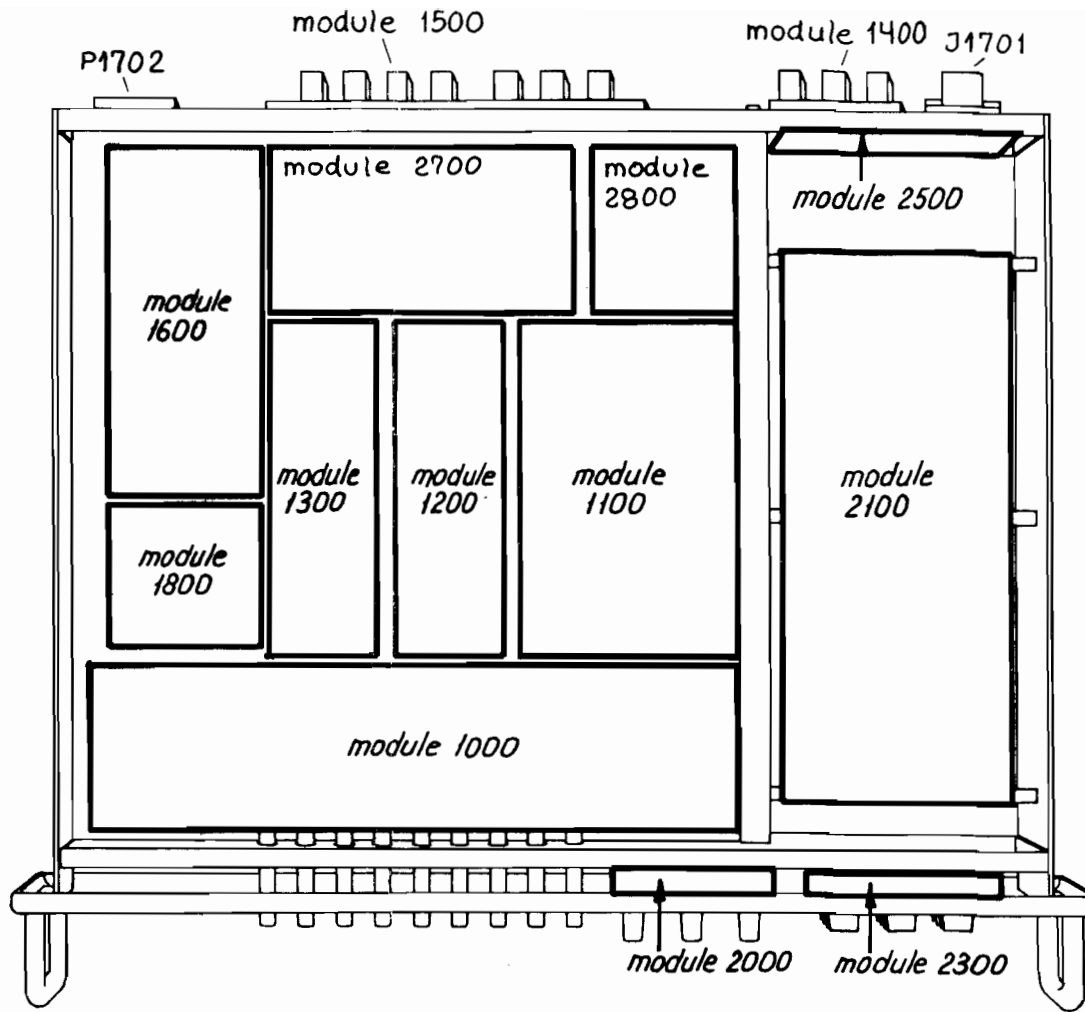 module 1500
module 1400
J1701
P1702
module 2700
module
2800
module 2500
module
1600
module
1300
module
1200
module
1100
module
2100
module
1800
module 1000
module 2000
module 2300